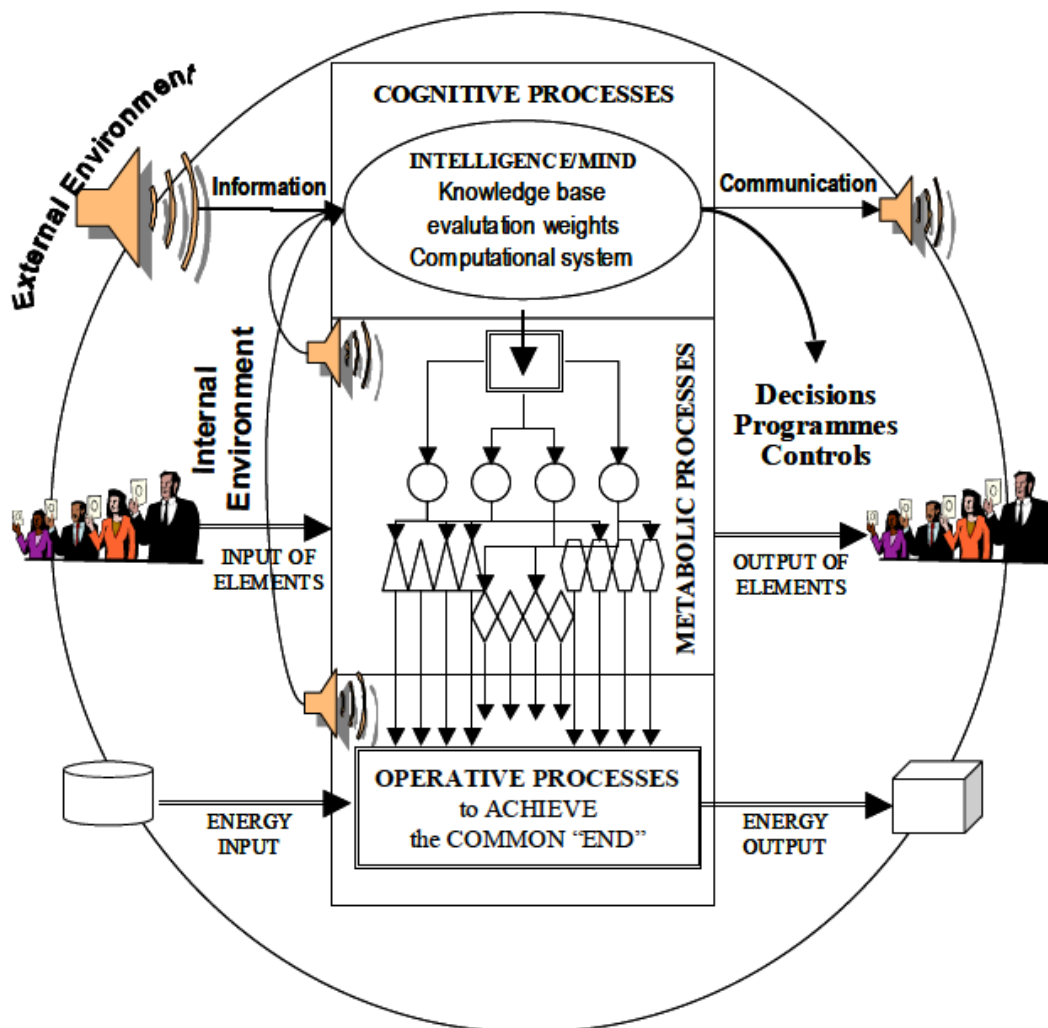 COGNITIVE PROCESSES
External Environment
INTELLIGENCE/MIND
Knowledge base
evalutation weights
Computational system
Information
Communication
Internal
Environment
METABOLIC PROCESSES
Decisions
Programmes
Controls
INPUT OF
ELEMENTS
OUTPUT OF
ELEMENTS
OPERATIVE PROCESSES
to ACHIEVE
the COMMON “END”
ENERGY
INPUT
ENERGY
OUTPUT